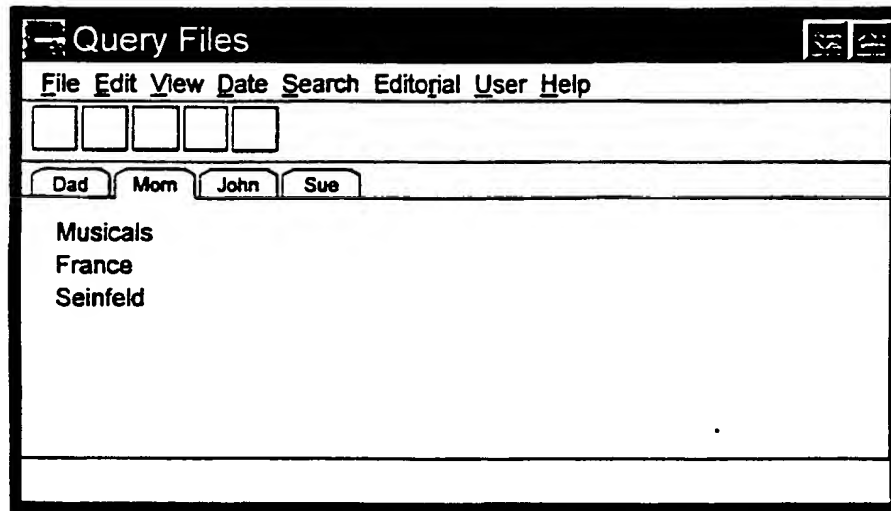 Query Files
File Edit View Date Search Editorial User Help
Dad Mom John Sue
Musicals
France
Seinfeld